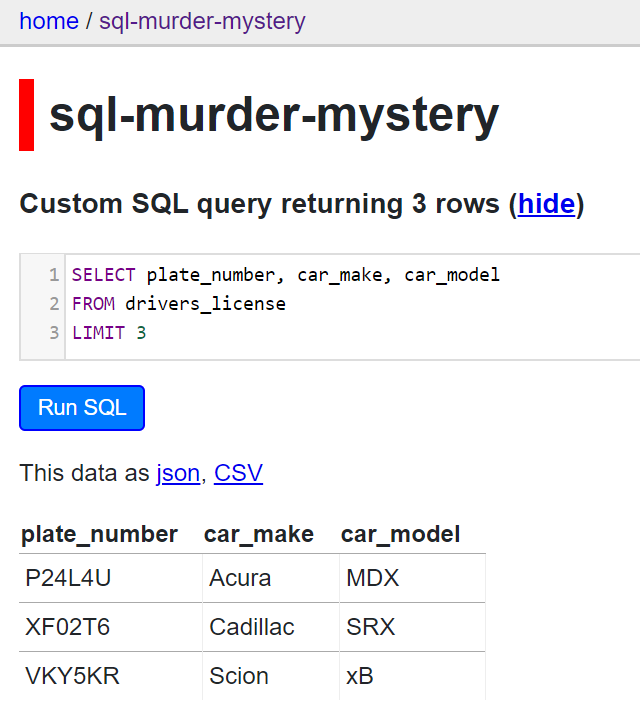 home / sql-murder-mystery
sql-murder-mystery
Custom SQL query returning 3 rows (hide)
1 SELECT plate_number, car_make, car_model
2 FROM drivers_license
3 LIMIT 3
Run SQL
This data as json, CSV
plate_number car_make car_model
P24L4U Acura MDX
XF02T6 Cadillac SRX
VKY5KR Scion xB